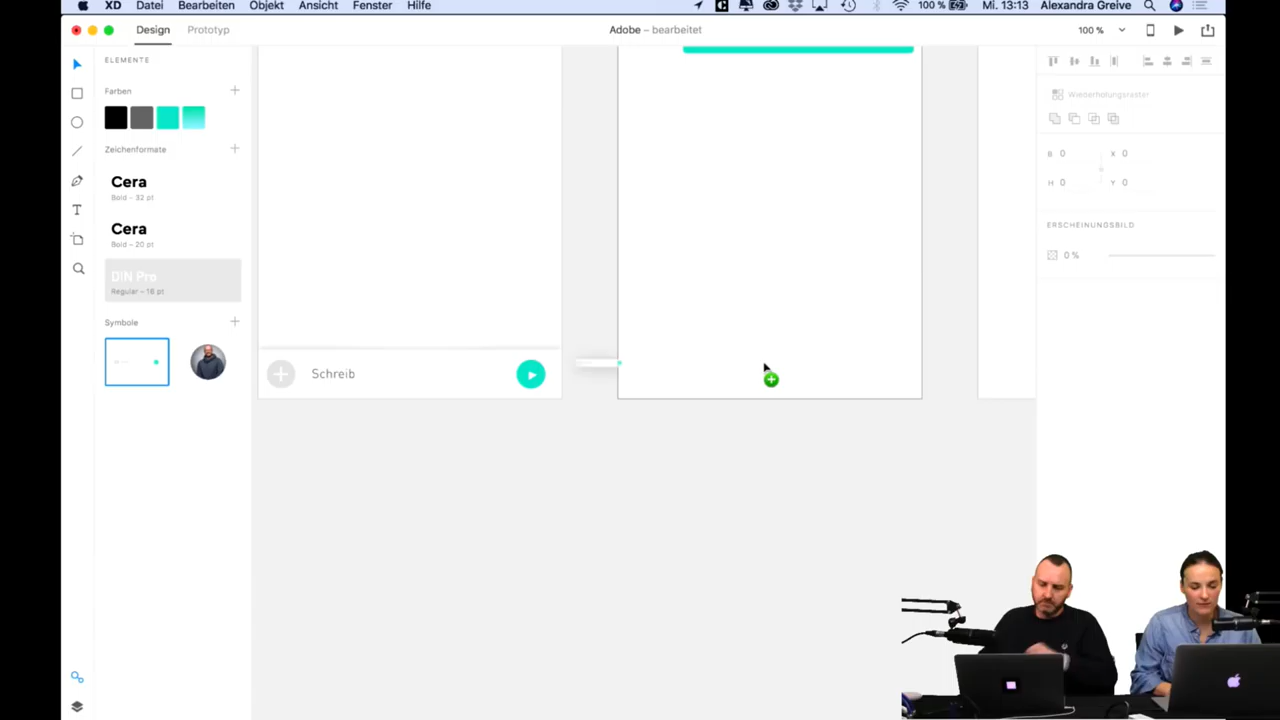 XD Datei Bearbeiten Objekt Ansicht Fenster Hilfe 100 % Mi. 13:13 Alexandra Greive
Design Prototyp Adobe – bearbeitet 100 %
ELEMENTE
Farben
Zeichenformate
Cera
Bold – 32 pt
Cera
Bold – 20 pt
DIN Pro
Regular – 16 pt
Symbole
Schreib
Wiederholungsraster
B 0 X 0
H 0 Y 0
ERSCHEINUNGSBILD
0 %